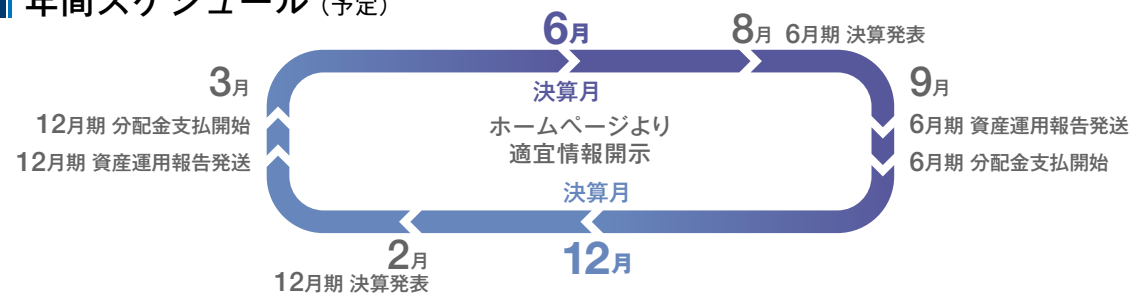 年間スケジュール（予定）
6月
8月 6月期 決算発表
3月
決算月
9月
12月期 分配金支払開始
ホームページより
6月期 資産運用報告発送
12月期 資産運用報告発送
適宜情報開示
6月期 分配金支払開始
決算月
2月
12月
12月期 決算発表